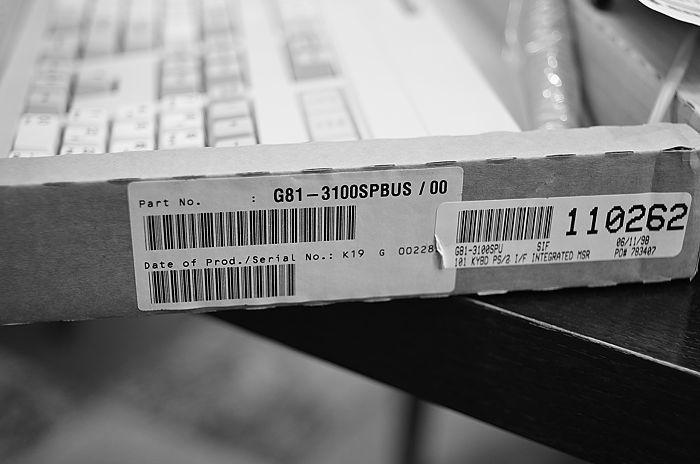 Part No. : G81-3100SPBUS / 00
Date of Prod./Serial No.: K19 G 00228
110262
G81-3100SPU SIF 06/11/98
101 KYBD PS/2 I/F INTEGRATED MSR PO# 783407